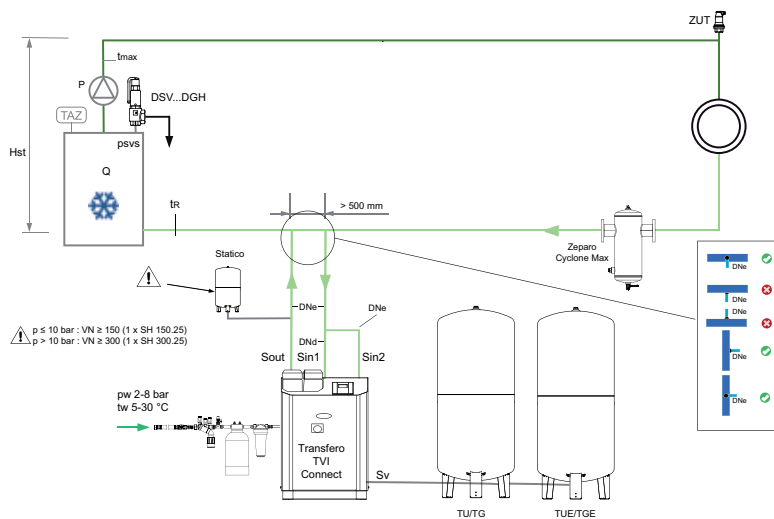 ZUT
tmax
P
DSV...DGH
TAZ
psvs
Hst
Q
tR
> 500 mm
Zeparo
Cyclone Max
Statico
DNe
DNe
DNe
DNe
DNe
DNe
DNe
p ≤ 10 bar : VN ≥ 150 (1 x SH 150.25)
p > 10 bar : VN ≥ 300 (1 x SH 300.25)
DNd
Sout
Sin1
Sin2
pw 2-8 bar
tw 5-30 °C
Transfero
TVI
Connect
Sv
TU/TG
TUE/TGE